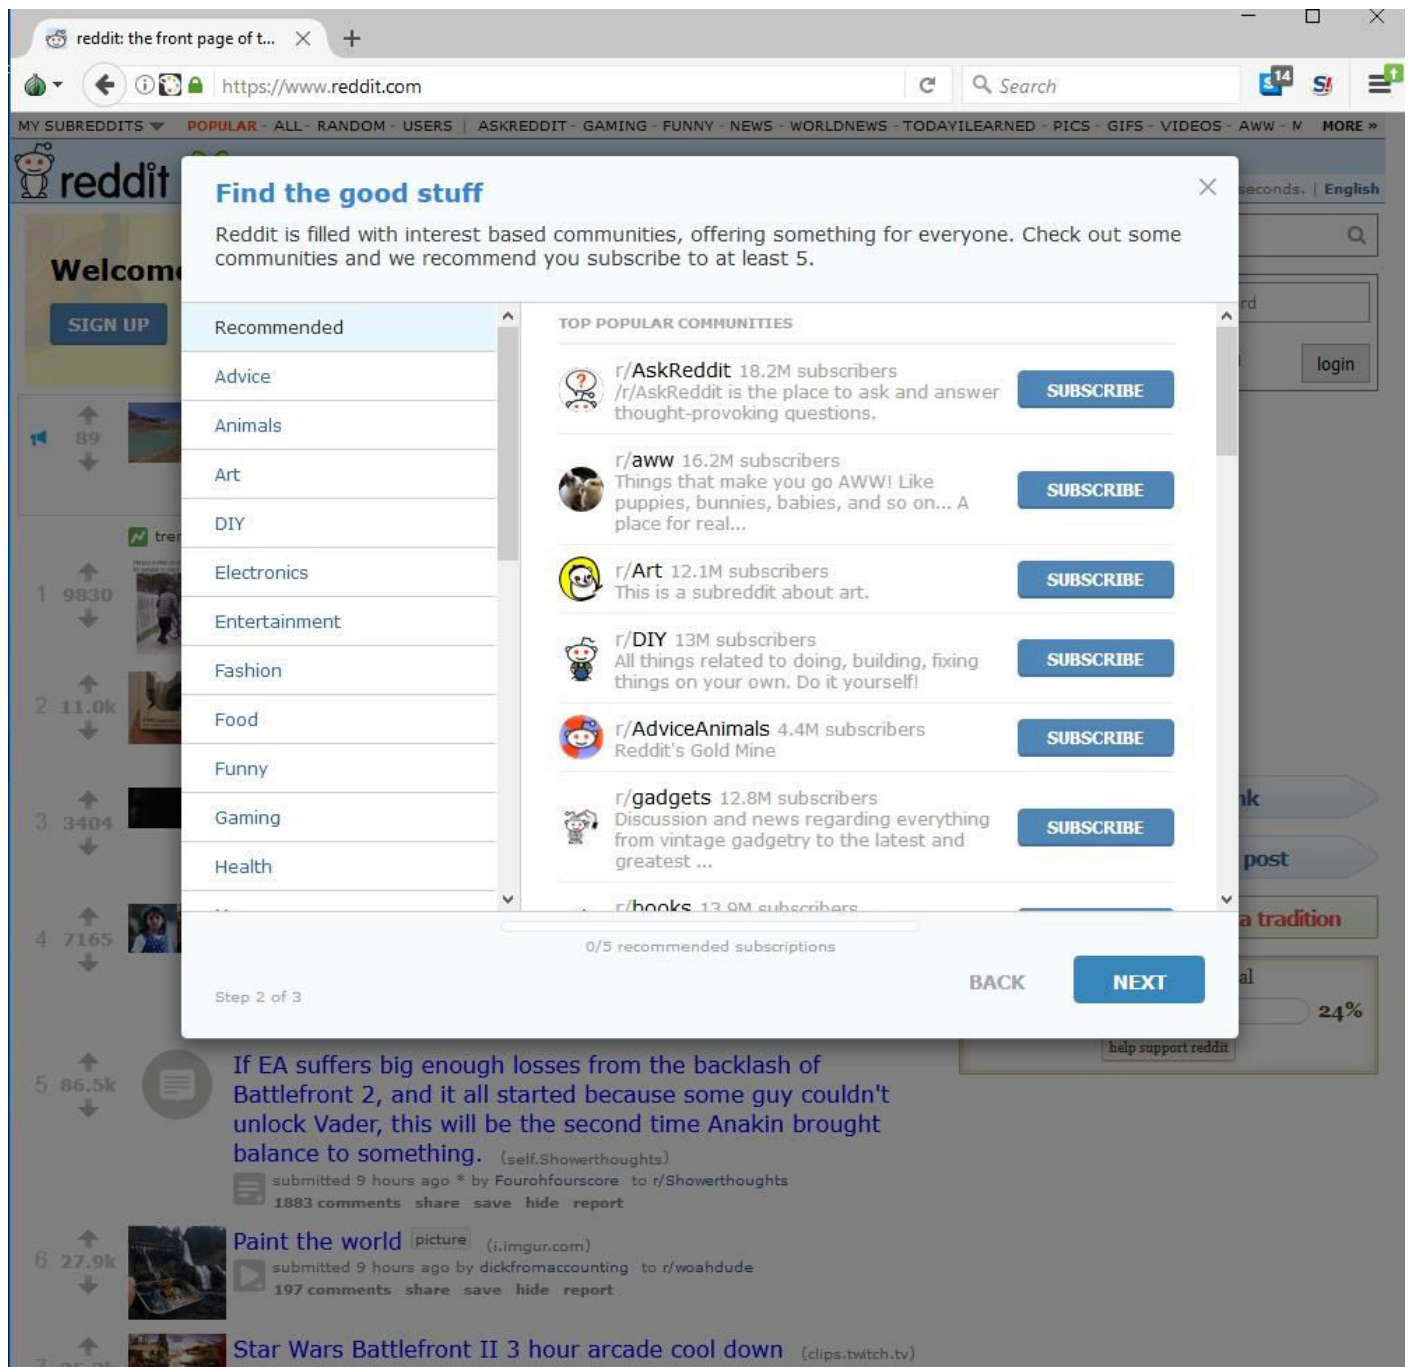 reddit: the front page of t...
https://www.reddit.com
Search
14
S!
MY SUBREDDITS POPULAR - ALL - RANDOM - USERS | ASKREDDIT - GAMING - FUNNY - NEWS - WORLDNEWS - TODAYILEARNED - PICS - GIFS - VIDEOS - AWW - M MORE »
reddit
seconds. | English
Find the good stuff
Reddit is filled with interest based communities, offering something for everyone. Check out some
communities and we recommend you subscribe to at least 5.
Welcome
SIGN UP
rd
login
Recommended
Advice
Animals
Art
DIY
Electronics
Entertainment
Fashion
Food
Funny
Gaming
Health
TOP POPULAR COMMUNITIES
r/AskReddit 18.2M subscribers
/r/AskReddit is the place to ask and answer
thought-provoking questions.
SUBSCRIBE
r/aww 16.2M subscribers
Things that make you go AWW! Like
puppies, bunnies, babies, and so on... A
place for real...
SUBSCRIBE
r/Art 12.1M subscribers
This is a subreddit about art.
SUBSCRIBE
r/DIY 13M subscribers
All things related to doing, building, fixing
things on your own. Do it yourself!
SUBSCRIBE
r/AdviceAnimals 4.4M subscribers
Reddit's Gold Mine
SUBSCRIBE
r/gadgets 12.8M subscribers
Discussion and news regarding everything
from vintage gadgetry to the latest and
greatest ...
SUBSCRIBE
r/books 13.9M subscribers
0/5 recommended subscriptions
Step 2 of 3
BACK
NEXT
89
tren
1 9830
2 11.0k
3 3404
4 7165
nk
post
a tradition
al
24%
help support reddit
5 86.5k
If EA suffers big enough losses from the backlash of
Battlefront 2, and it all started because some guy couldn't
unlock Vader, this will be the second time Anakin brought
balance to something. (self.Showerthoughts)
submitted 9 hours ago * by Fourohfourscore to r/Showerthoughts
1883 comments share save hide report
6 27.9k
Paint the world picture (i.imgur.com)
submitted 9 hours ago by dickfromaccounting to r/woahdude
197 comments share save hide report
Star Wars Battlefront II 3 hour arcade cool down (clips.twitch.tv)